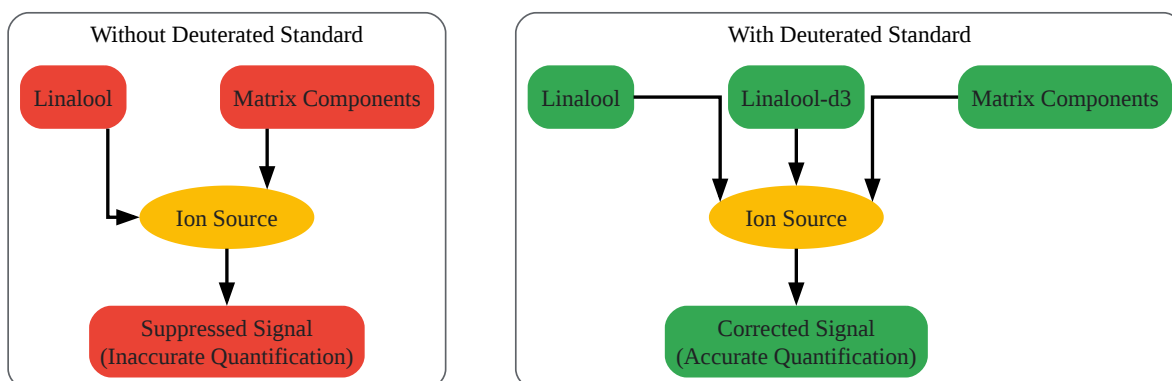 Without Deuterated Standard
Linalool
Matrix Components
Ion Source
Suppressed Signal
(Inaccurate Quantification)
With Deuterated Standard
Linalool
Linalool-d3
Matrix Components
Ion Source
Corrected Signal
(Accurate Quantification)